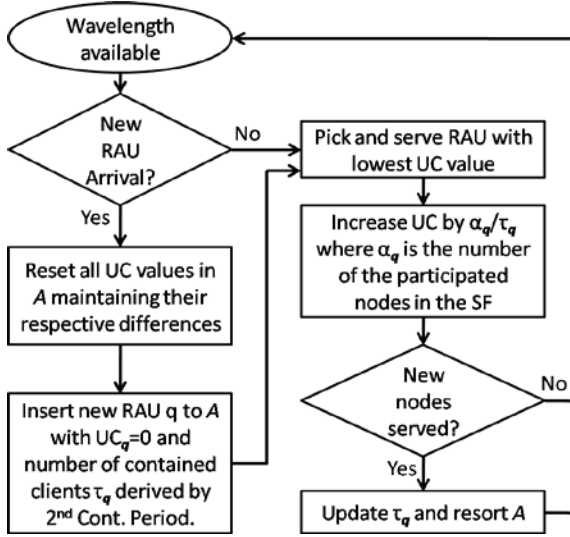 Wavelength
available
New
RAU
Arrival?
No
Yes
Reset all UC values in
A maintaining their
respective differences
Insert new RAU q to A
with UCq=0 and
number of contained
clients τq derived by
2nd Cont. Period.
Pick and serve RAU with
lowest UC value
Increase UC by αq/τq
where αq is the number
of the participated
nodes in the SF
New
nodes
served?
No
Yes
Update τq and resort A